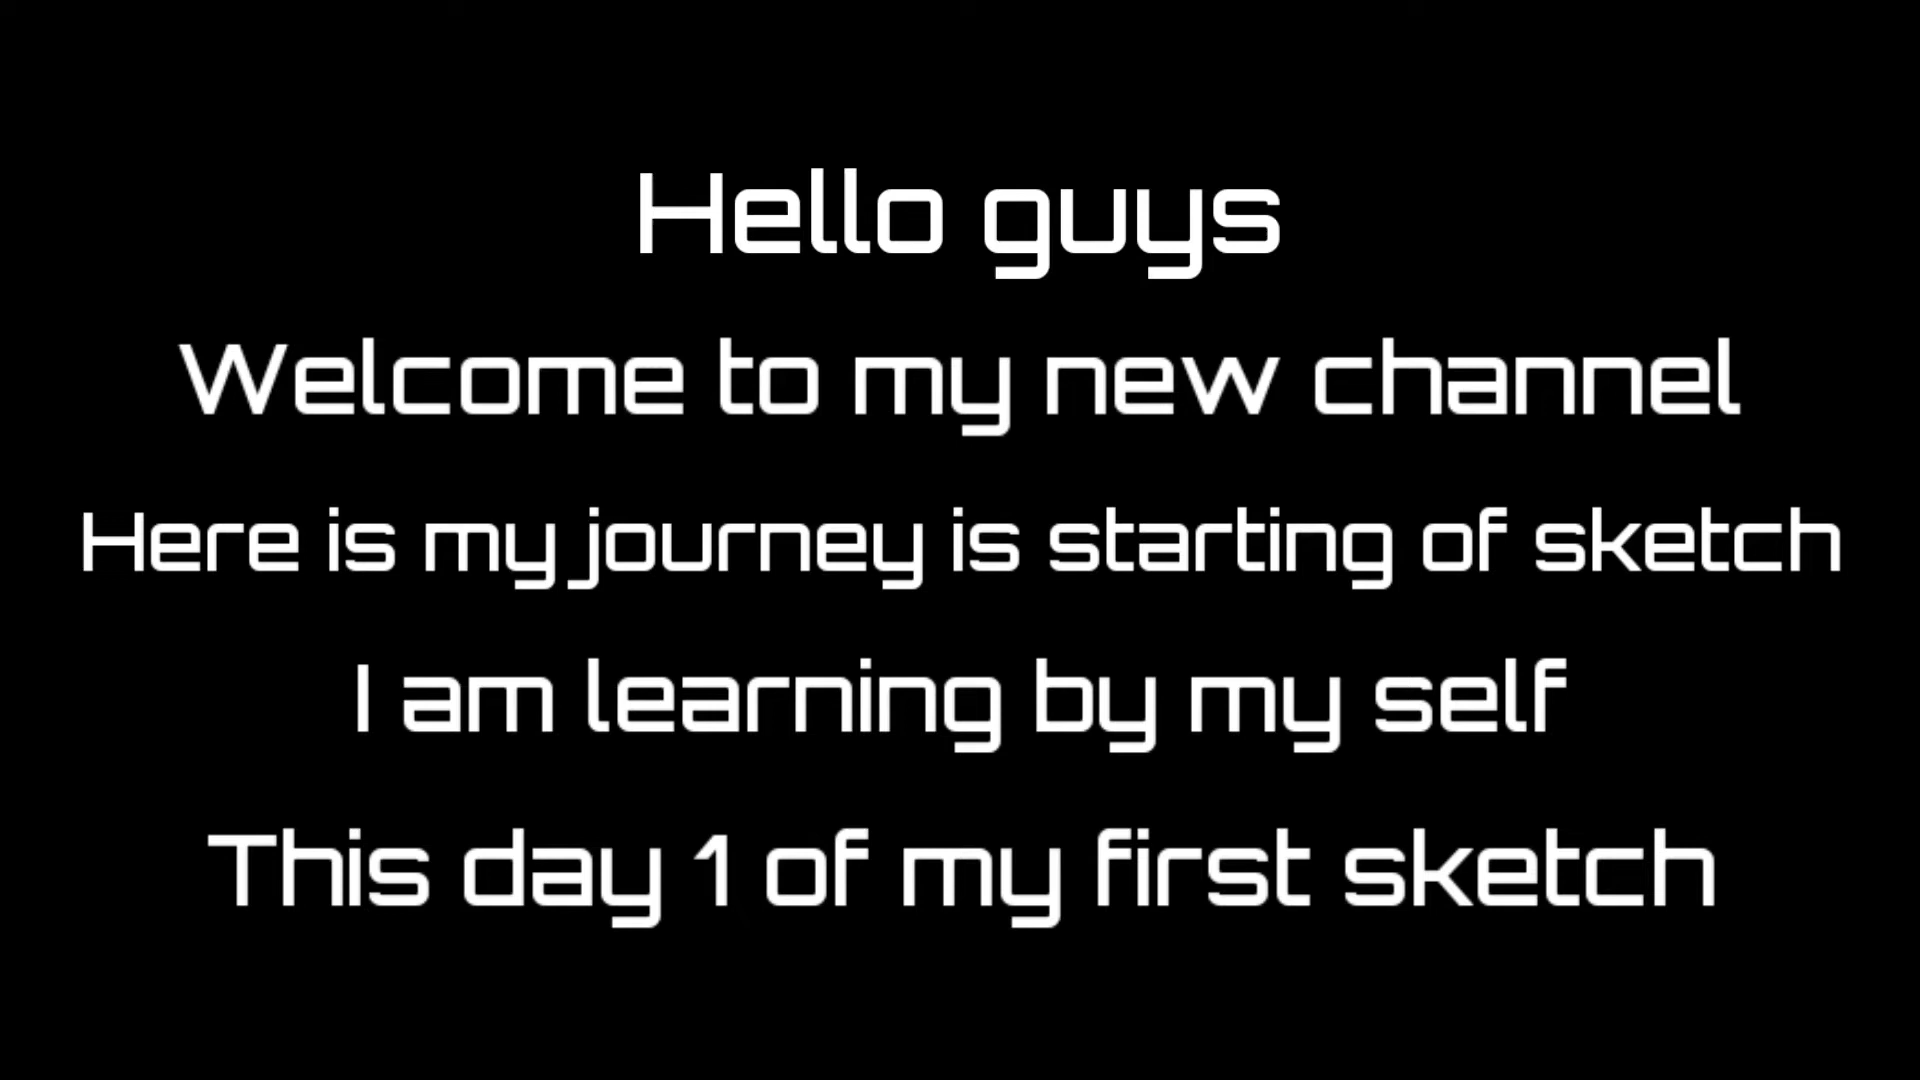 Hello guys
Welcome to my new channel
Here is my journey is starting of sketch
I am learning by my self
This day 1 of my first sketch